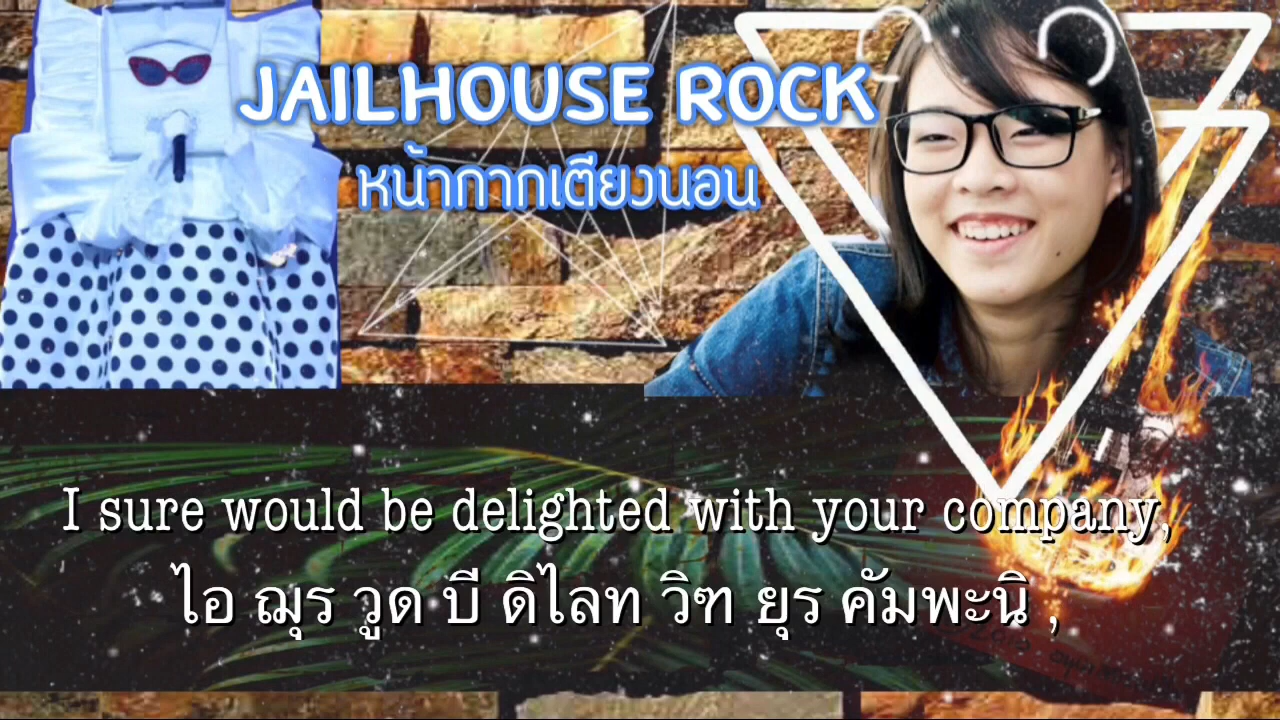 JAILHOUSE ROCK
หน้ากากเตียงนอน
I sure would be delighted with your company,
ไอ ฌุร วูด บี ดิไลท วิฑ ยุร คัมพะนิ ,